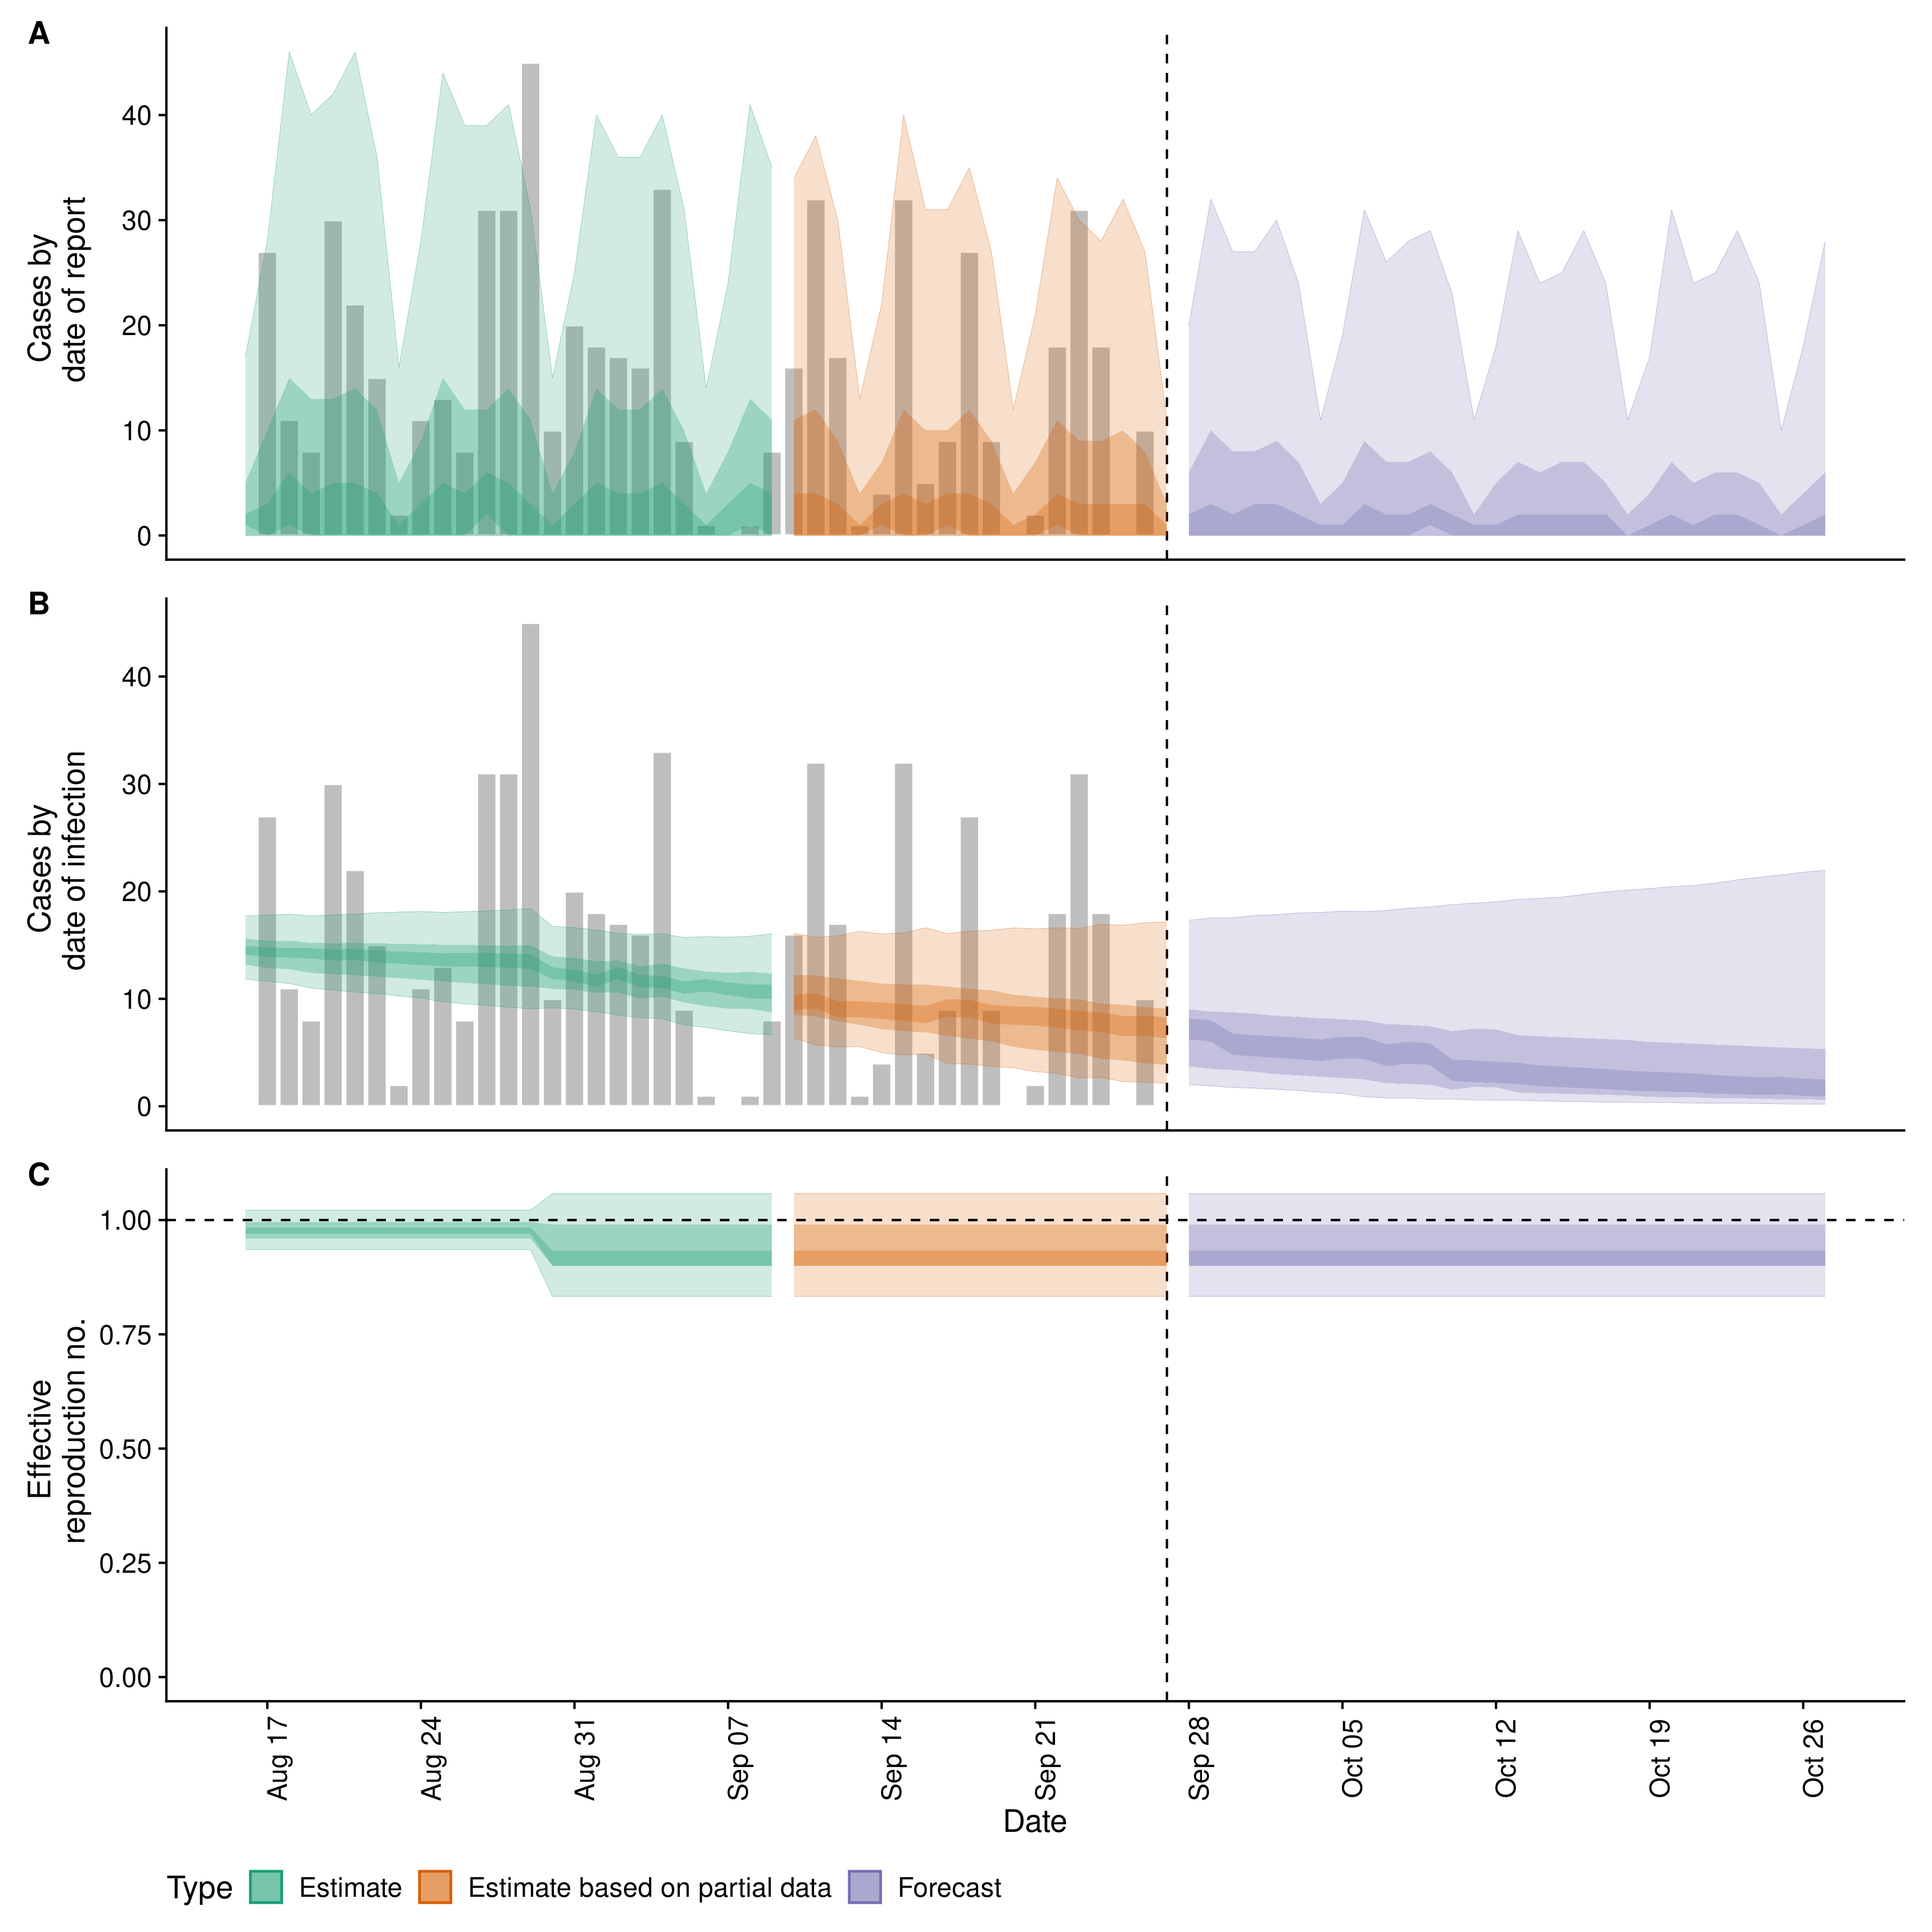 A
Cases by
date of report
40
30
20
10
0
B
Cases by
date of infection
40
30
20
10
0
C
Effective
reproduction no.
1.00
0.75
0.50
0.25
0.00
Aug 17
Aug 24
Aug 31
Sep 07
Sep 14
Sep 21
Sep 28
Oct 05
Oct 12
Oct 19
Oct 26
Date
Type Estimate Estimate based on partial data Forecast